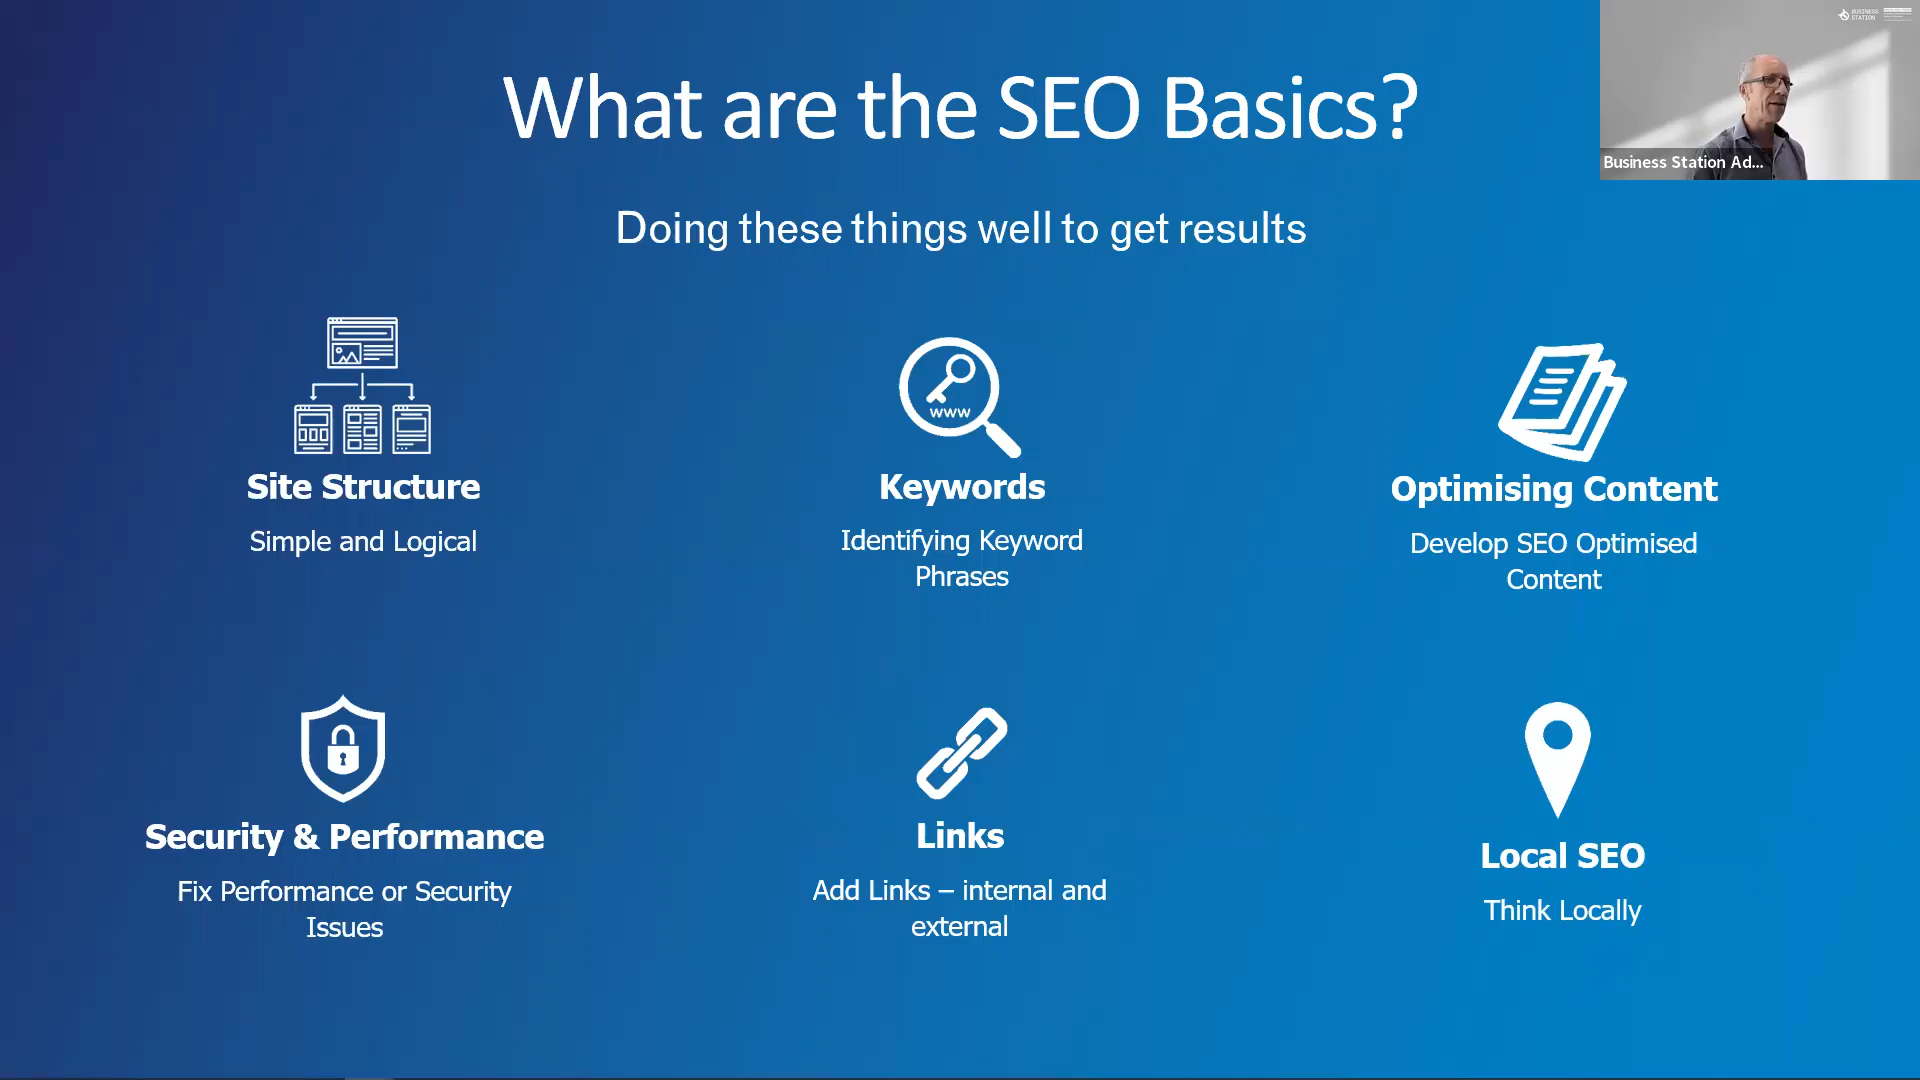 What are the SEO Basics?
BUSINESS
STATION
Business Station Ad...
Doing these things well to get results
WWW
Site Structure
Simple and Logical
Keywords
Identifying Keyword
Phrases
Optimising Content
Develop SEO Optimised
Content
Security & Performance
Fix Performance or Security
Issues
Links
Add Links – internal and
external
Local SEO
Think Locally